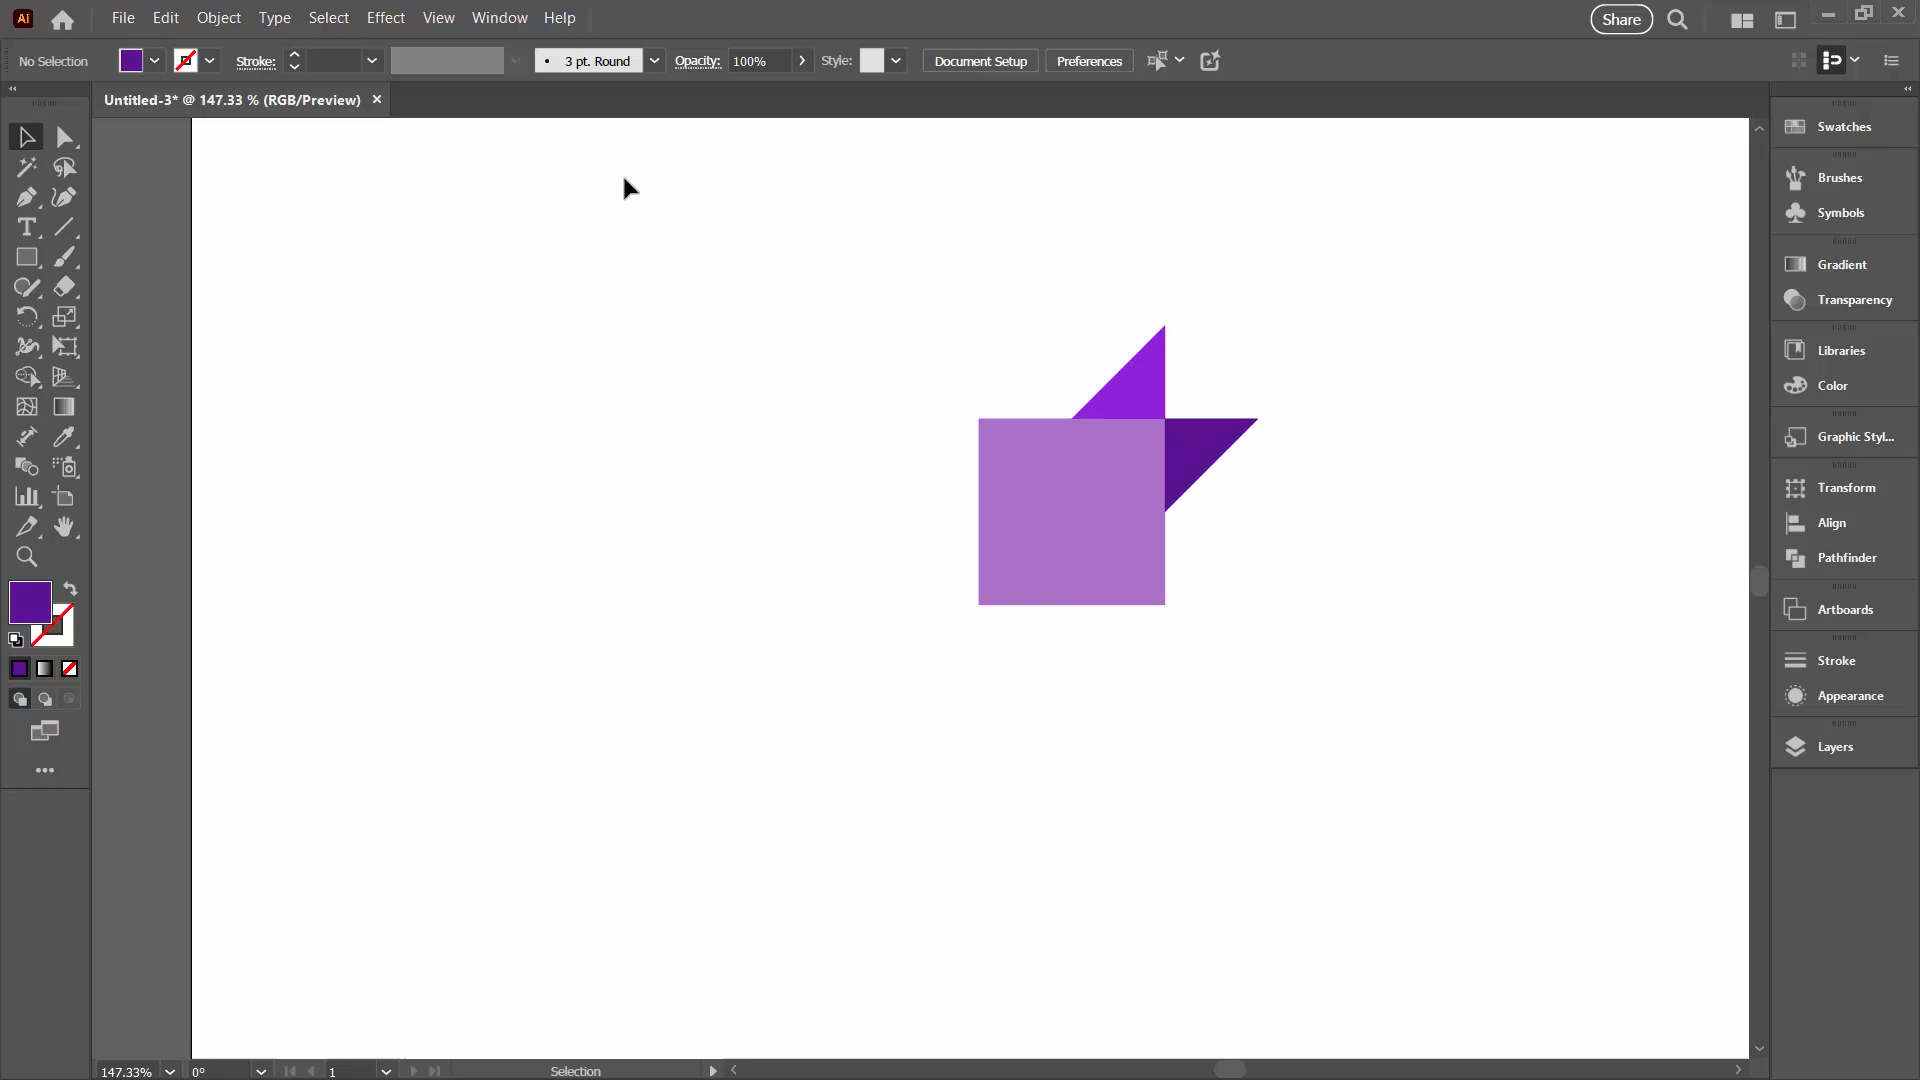 Ai File Edit Object Type Select Effect View Window Help Share
No Selection Stroke: • 3 pt. Round Opacity: 100% Style: Document Setup Preferences
Untitled-3* @ 147.33 % (RGB/Preview) ×
Swatches
Brushes
Symbols
Gradient
Transparency
Libraries
Color
Graphic Styl...
Transform
Align
Pathfinder
Artboards
Stroke
Appearance
Layers
147.33% 0° 1 Selection